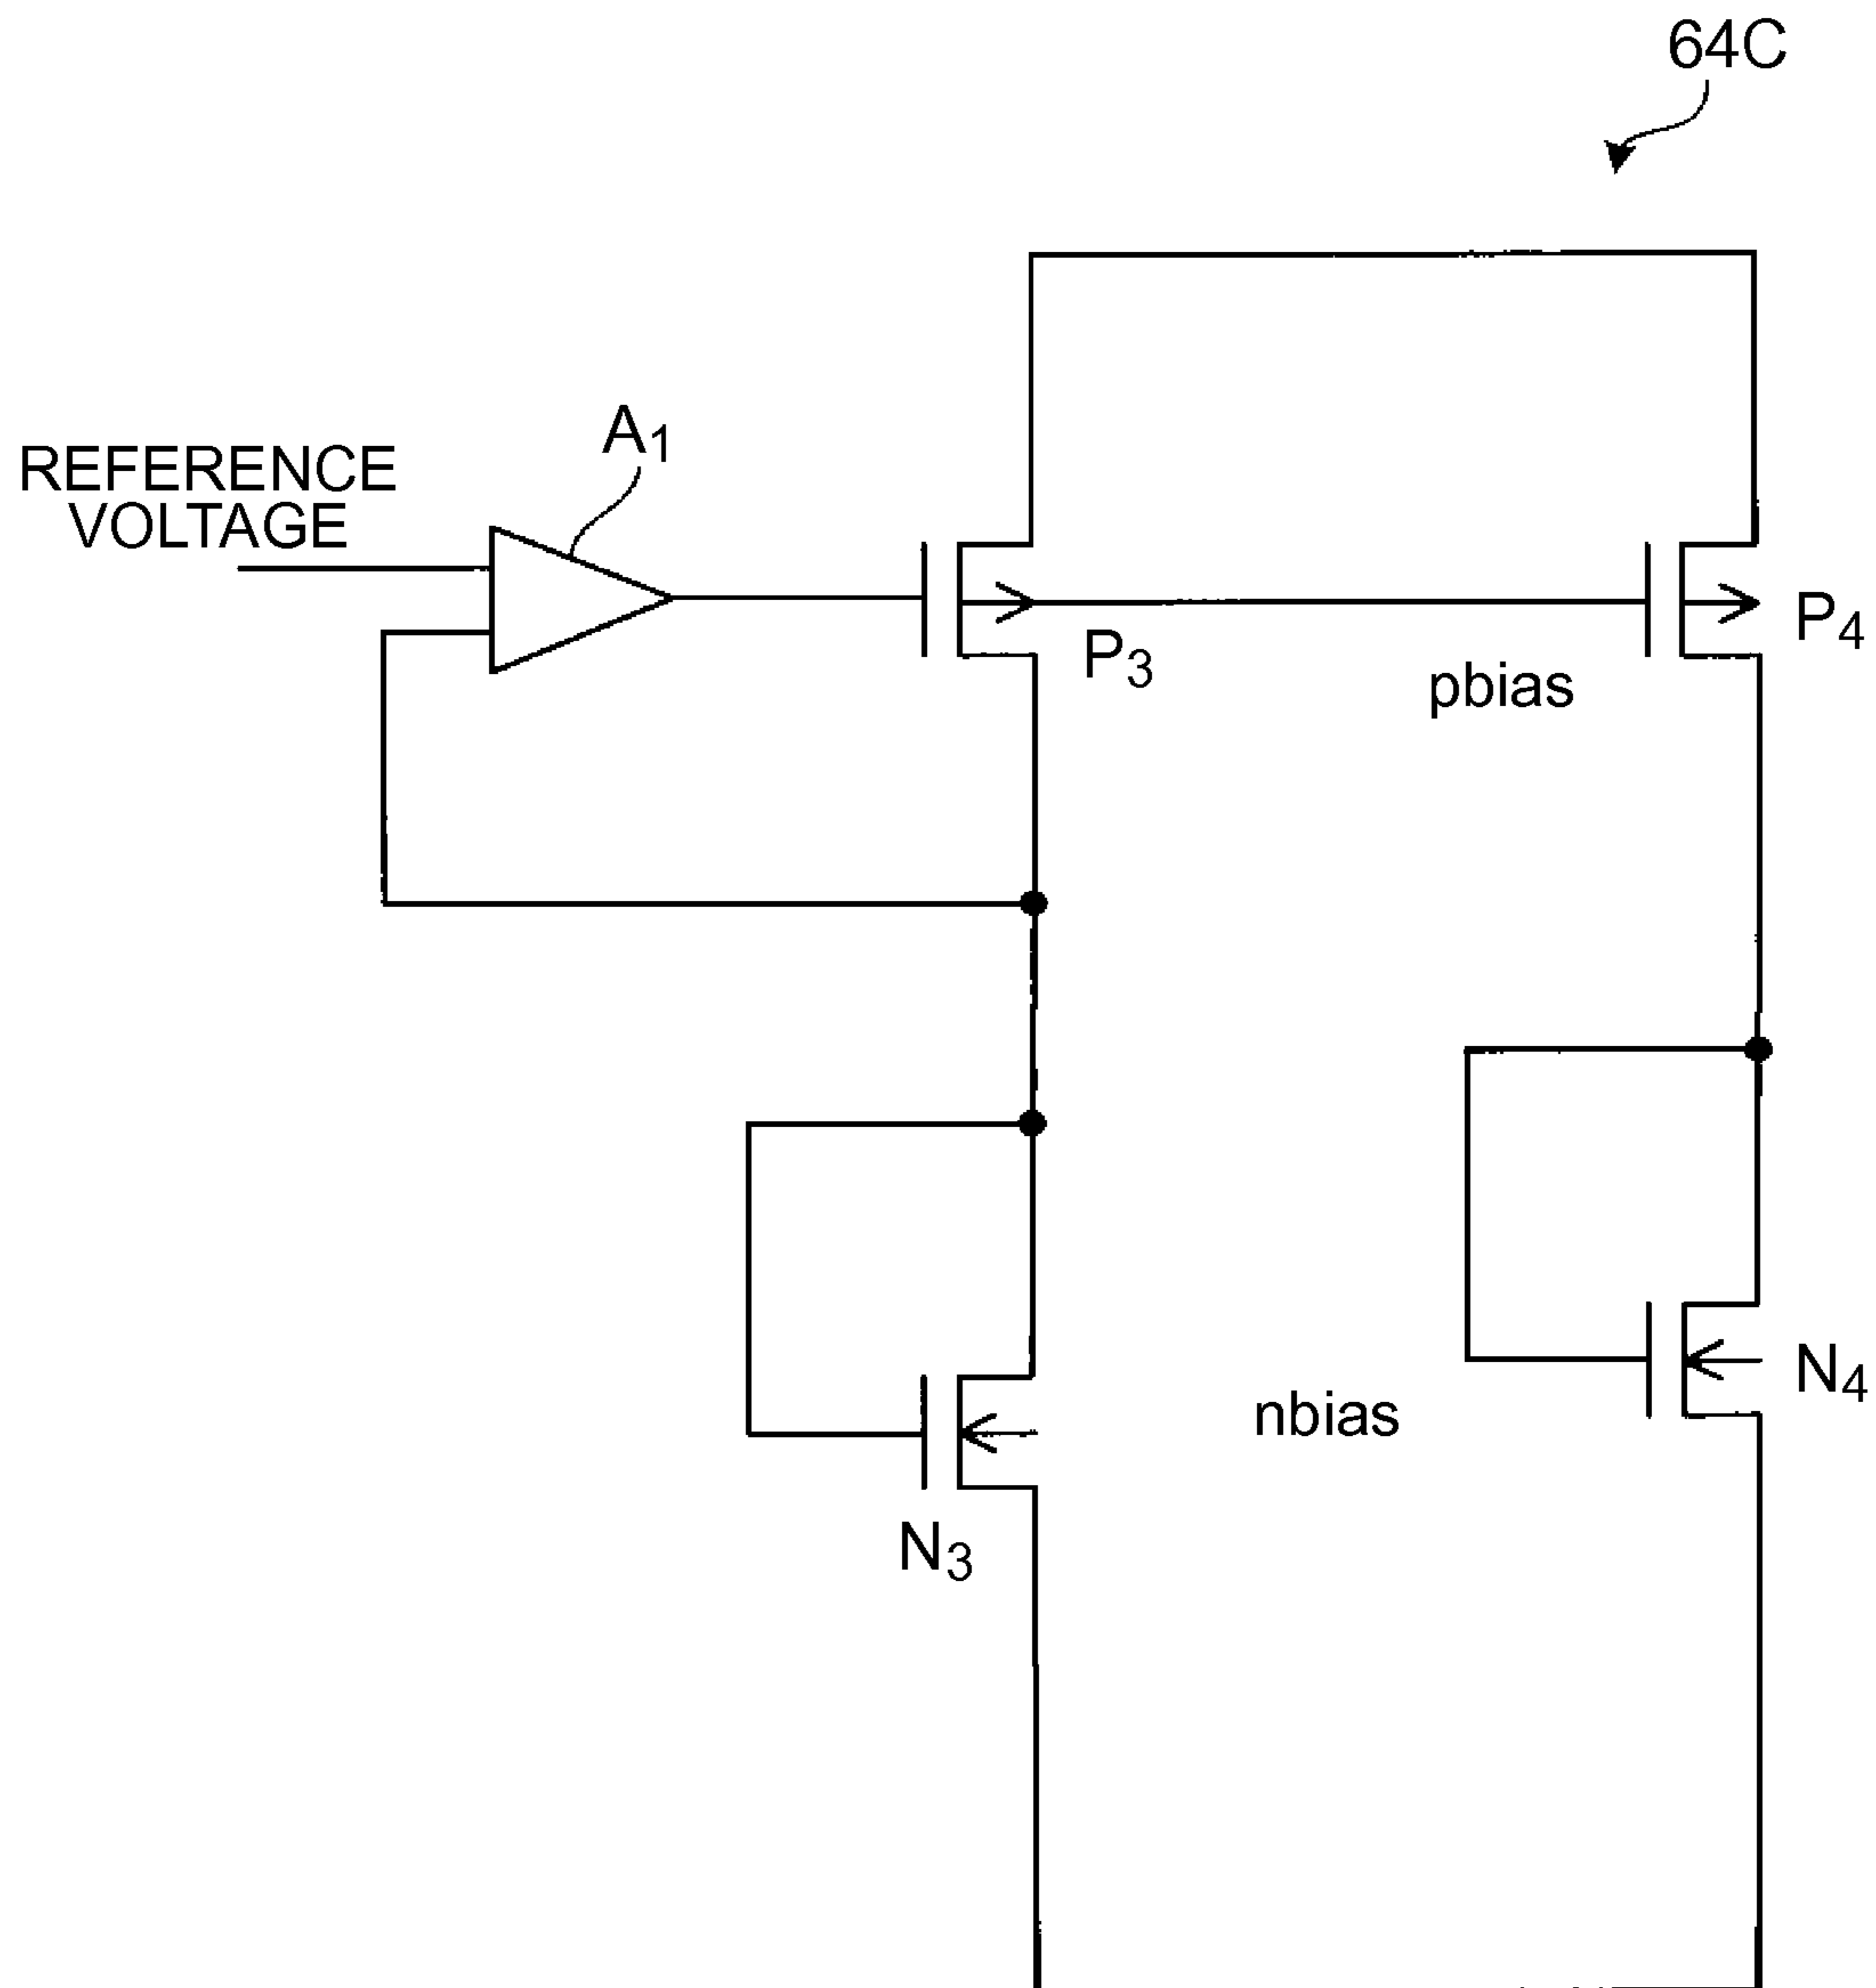 64C
A1
REFERENCE
VOLTAGE
P3
P4
pbias
N4
nbias
N3